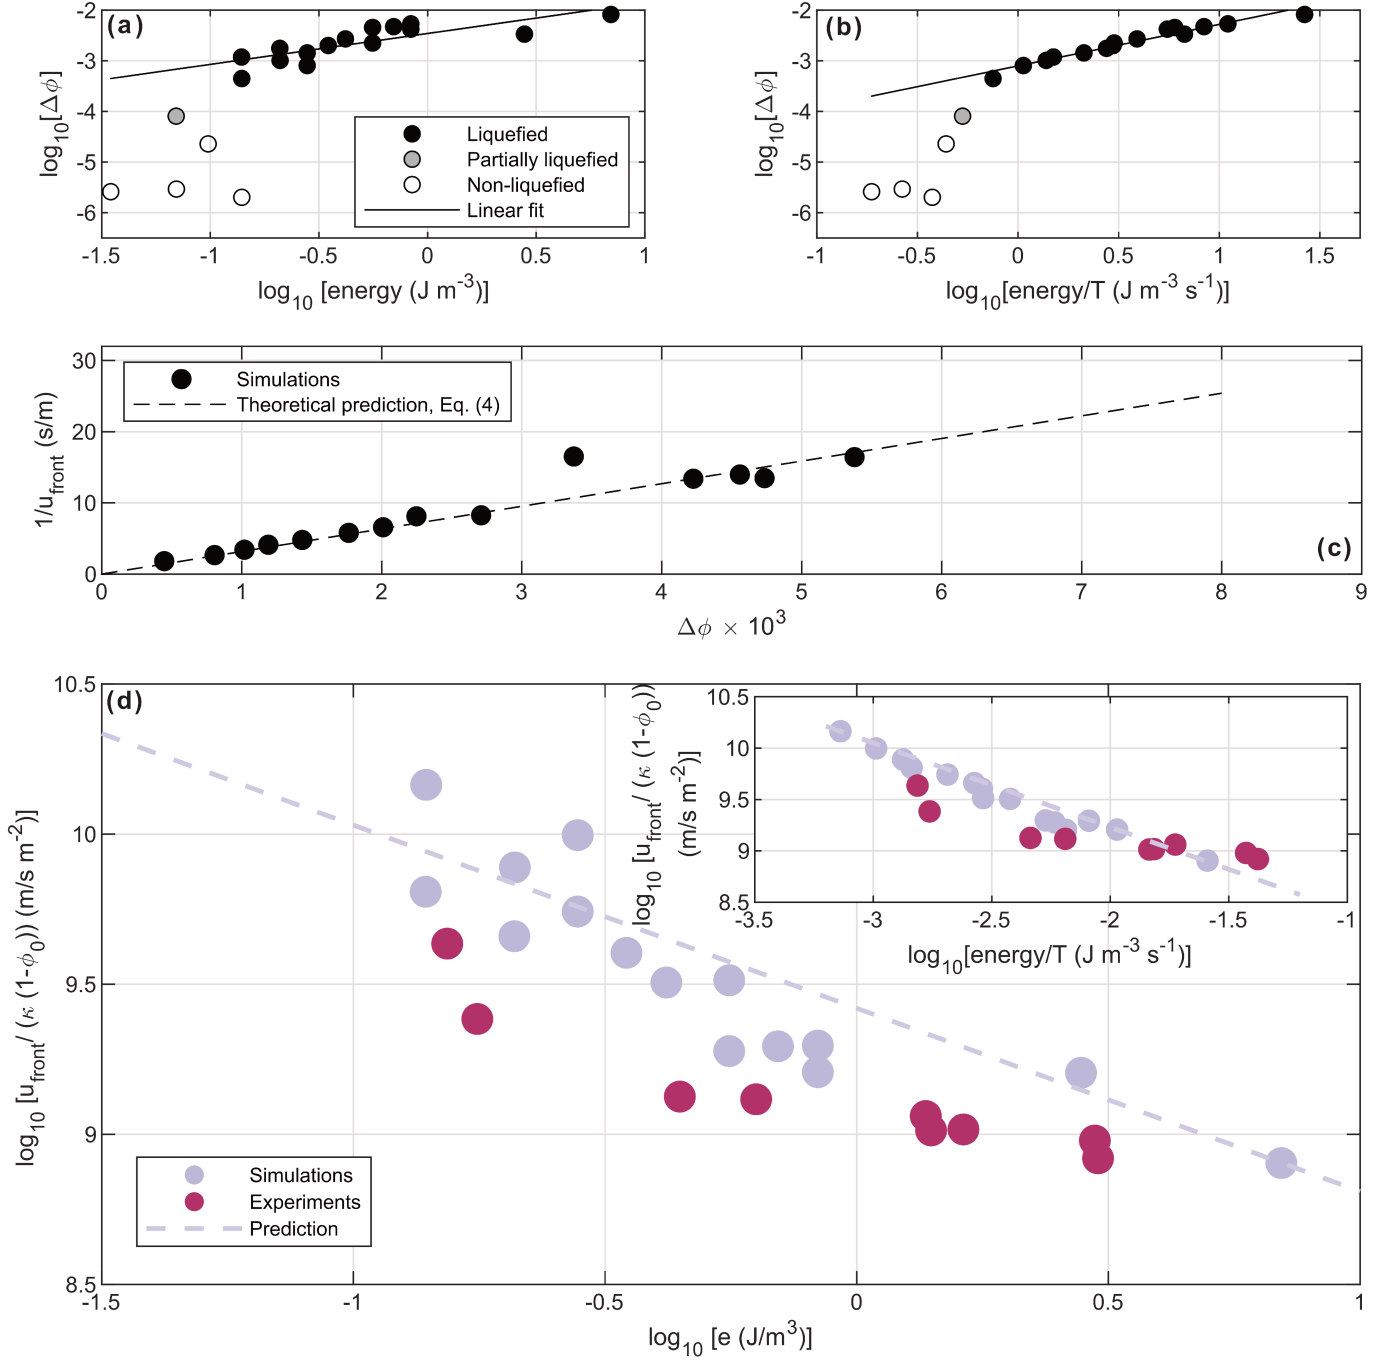 (a)
-2
-3
-4
-5
-6
log10[Δϕ]
Liquefied
Partially liquefied
Non-liquefied
Linear fit
-1.5 -1 -0.5 0 0.5 1
log10 [energy (J m-3)]
(b)
-2
-3
-4
-5
-6
log10[Δϕ]
-1 -0.5 0 0.5 1 1.5
log10[energy/T (J m-3 s-1)]
30
20
10
0
1/ufront (s/m)
Simulations
Theoretical prediction, Eq. (4)
(c)
0 1 2 3 4 5 6 7 8 9
Δϕ × 103
(d)
10.5
10
9.5
9
8.5
log10 [ufront/ (κ (1-ϕ0)) (m/s m-2)]
log10 [ufront/ (κ (1-ϕ0))
(m/s m-2)]
10.5
10
9.5
9
8.5
-3.5 -3 -2.5 -2 -1.5 -1
log10[energy/T (J m-3 s-1)]
Simulations
Experiments
Prediction
-1.5 -1 -0.5 0 0.5 1
log10 [e (J/m3)]